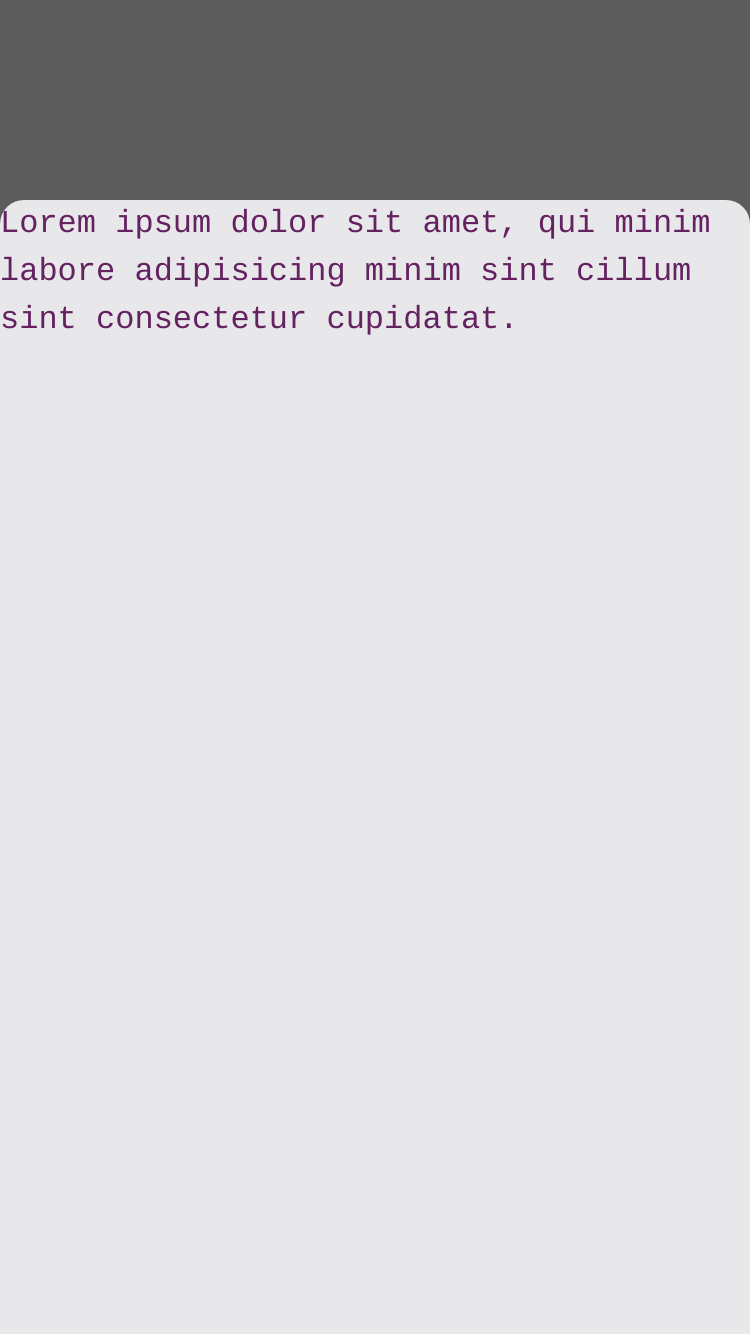 Lorem ipsum dolor sit amet, qui minim
labore adipisicing minim sint cillum
sint consectetur cupidatat.